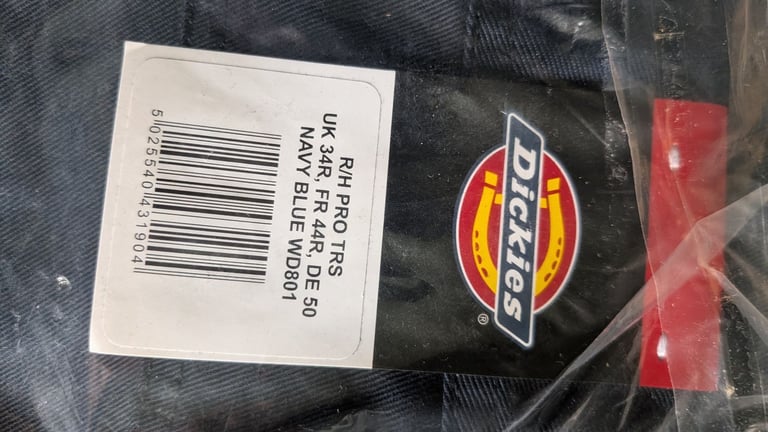 R/H PRO TRS
UK 34R, FR 44R, DE 50
NAVY BLUE WD801
5 025540 431904
Dickies
®